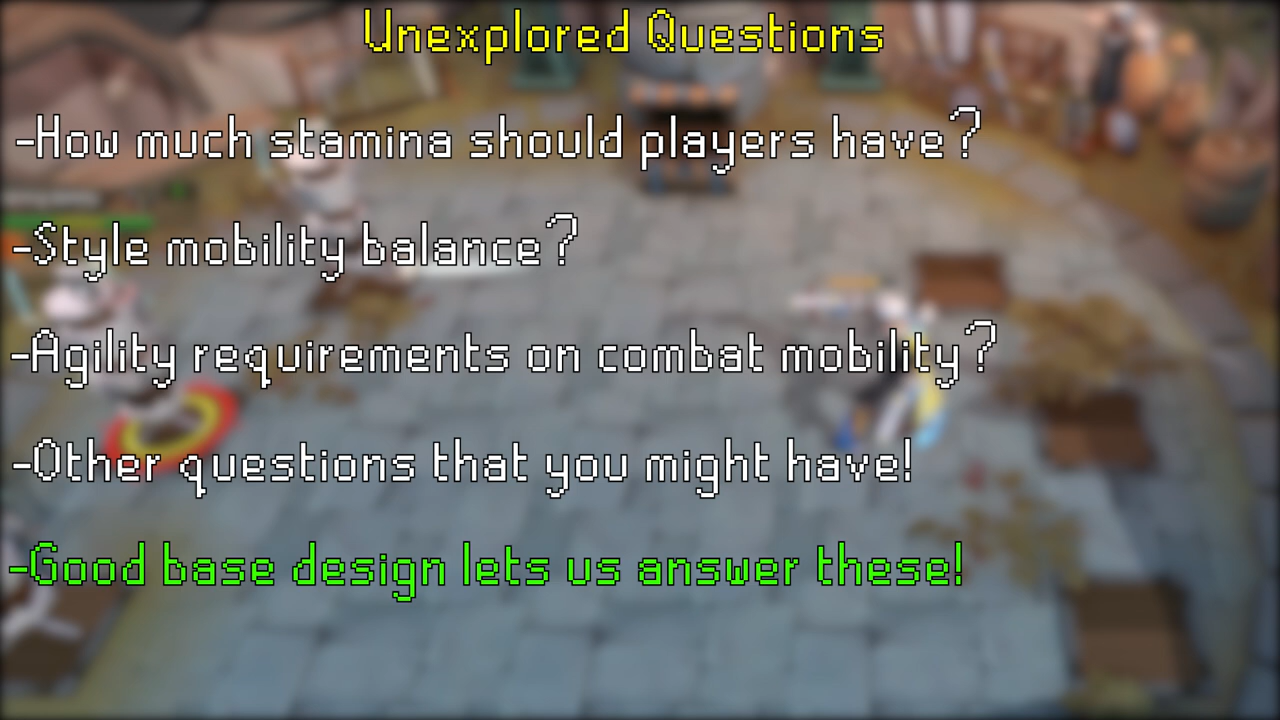 Unexplored Questions
-How much stamina should players have?
-Style mobility balance?
-Agility requirements on combat mobility?
-Other questions that you might have!
-Good base design lets us answer these!